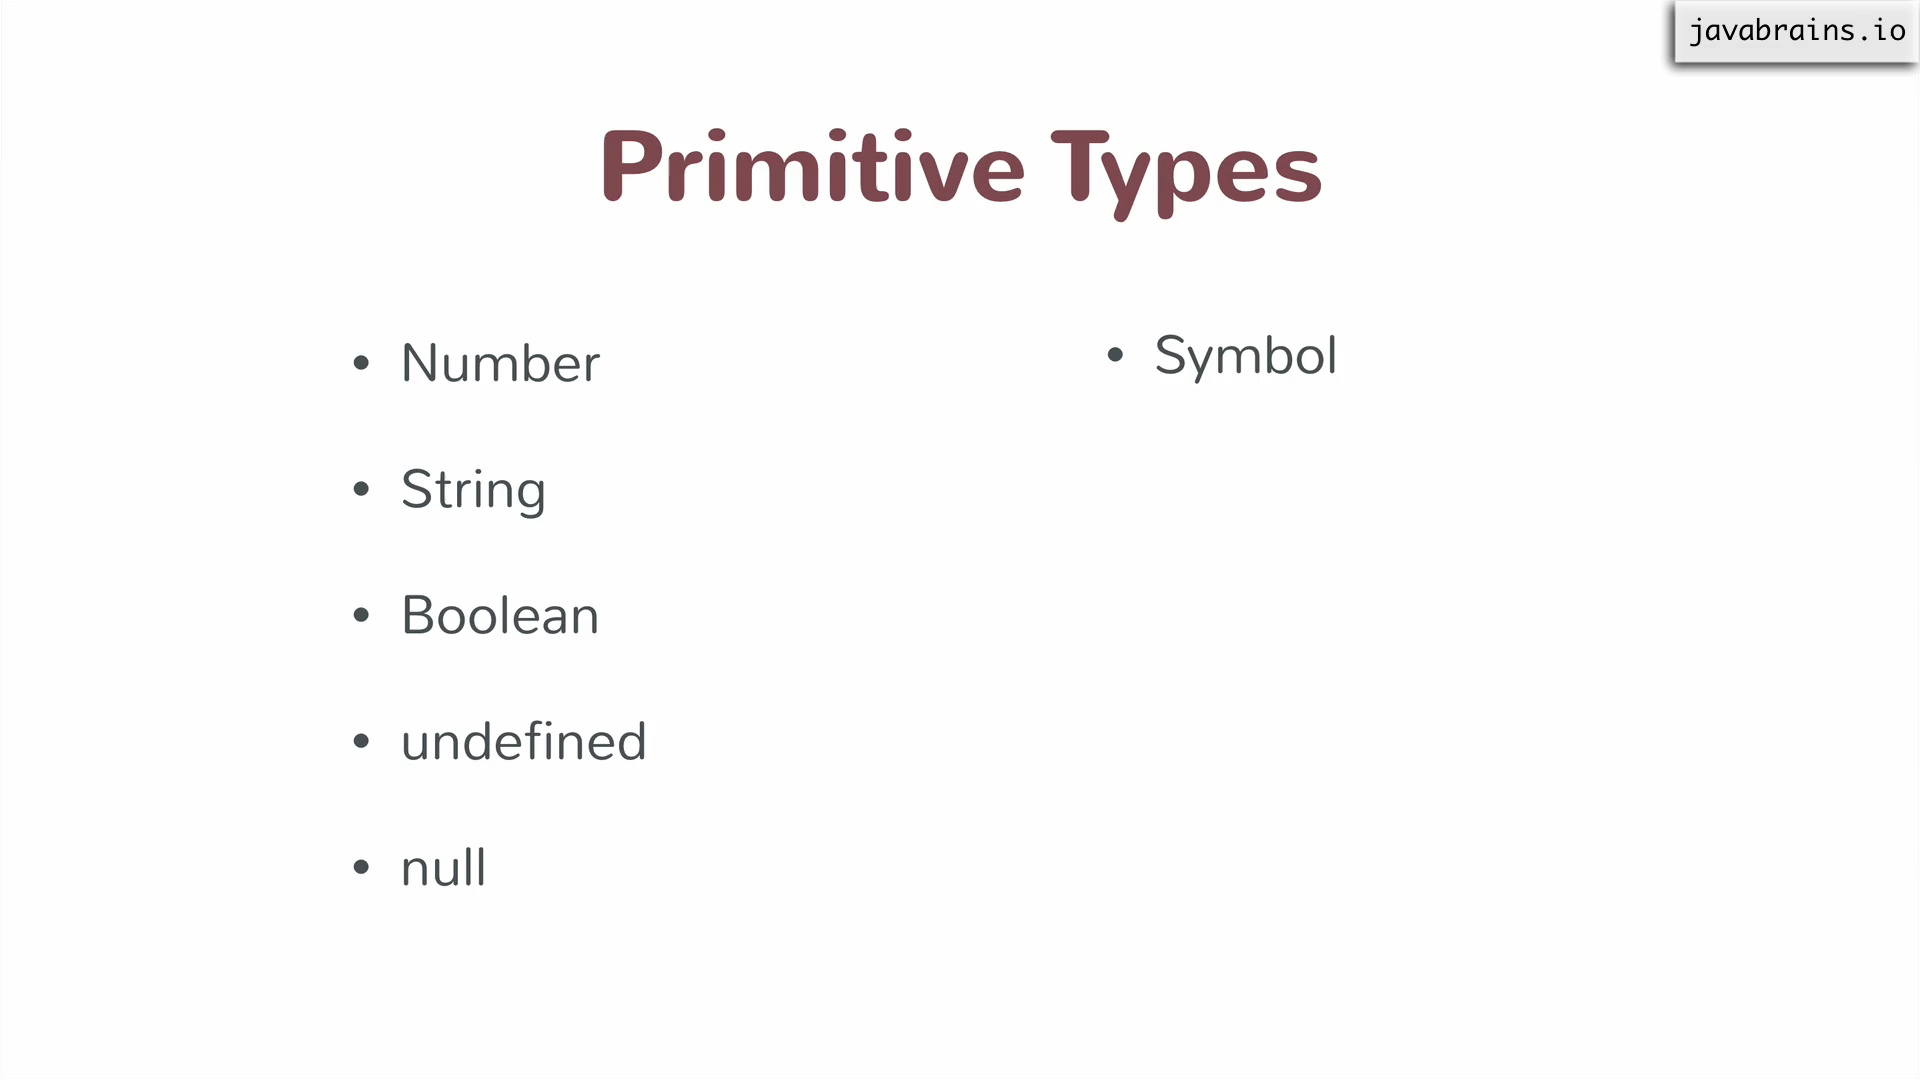 javabrains.io
Primitive Types
• Number
• String
• Boolean
• undefined
• null
• Symbol